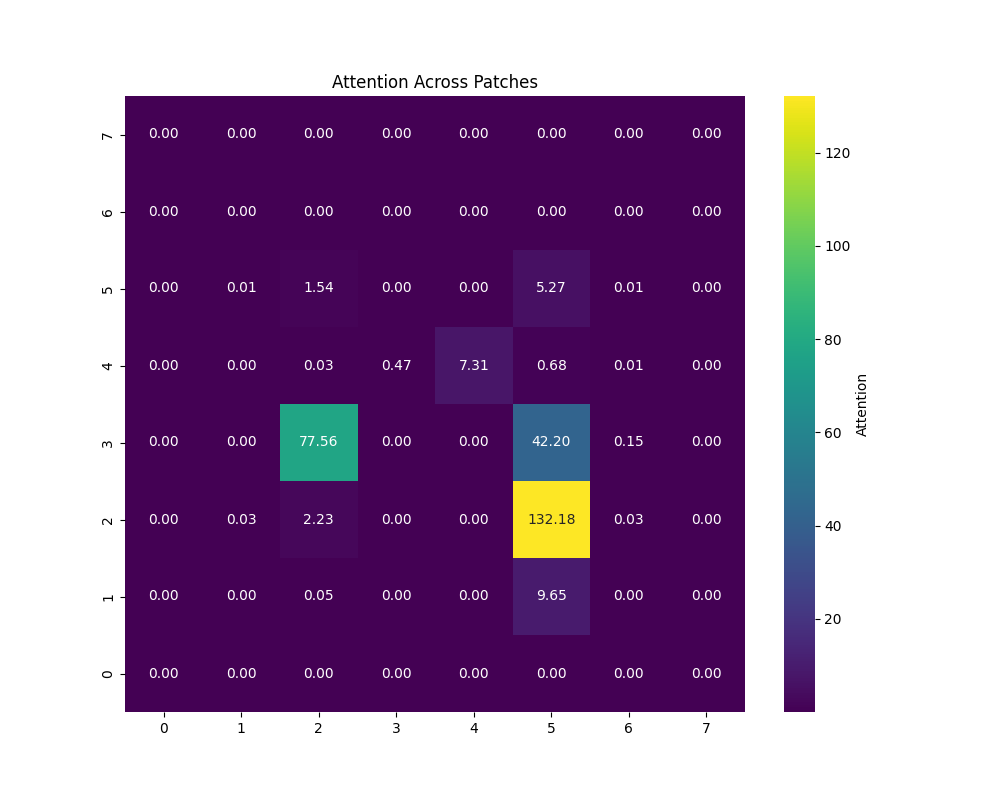 Attention Across Patches
7 0.00 0.00 0.00 0.00 0.00 0.00 0.00 0.00
6 0.00 0.00 0.00 0.00 0.00 0.00 0.00 0.00
5 0.00 0.01 1.54 0.00 0.00 5.27 0.01 0.00
4 0.00 0.00 0.03 0.47 7.31 0.68 0.01 0.00
3 0.00 0.00 77.56 0.00 0.00 42.20 0.15 0.00
2 0.00 0.03 2.23 0.00 0.00 132.18 0.03 0.00
1 0.00 0.00 0.05 0.00 0.00 9.65 0.00 0.00
0 0.00 0.00 0.00 0.00 0.00 0.00 0.00 0.00
0 1 2 3 4 5 6 7
120
100
80
60
40
20
Attention